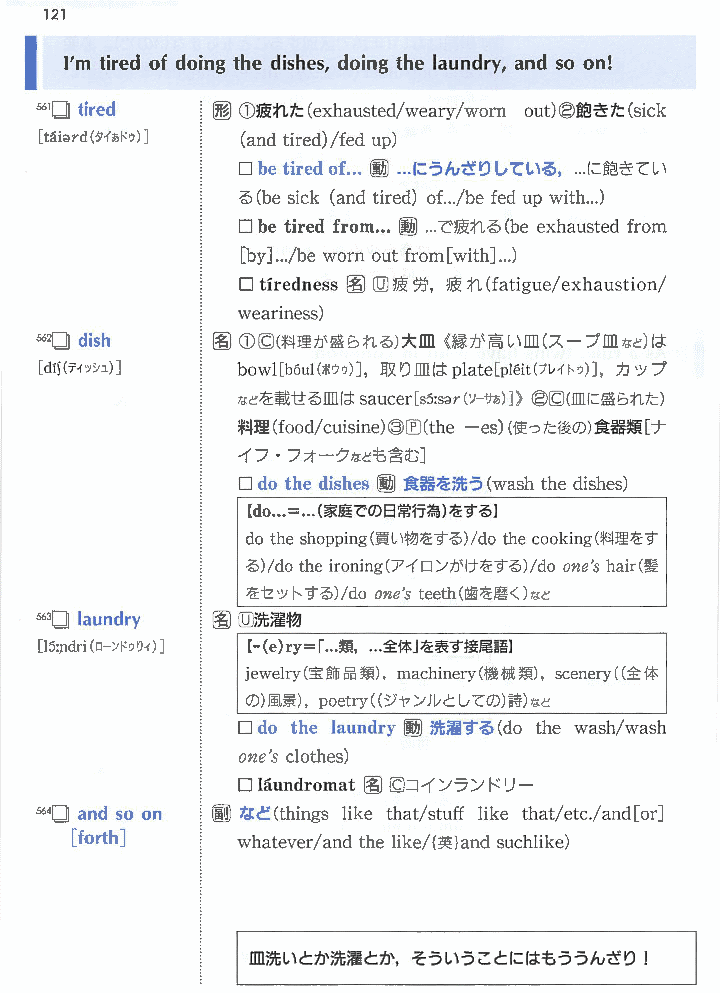 121
I'm tired of doing the dishes, doing the laundry, and so on!
561 tired
[táiərd(タイぁドゥ)]
形 ①疲れた(exhausted/weary/worn out)②飽きた(sick
(and tired)/fed up)
□ be tired of... 動 ...にうんざりしている, ...に飽きてい
る(be sick (and tired) of.../be fed up with...)
□ be tired from... 動 ...で疲れる(be exhausted from
[by].../be worn out from[with]...)
□ tíredness 名 Ⓤ疲労, 疲れ(fatigue/exhaustion/
weariness)
562 dish
[díʃ(ディッシュ)]
名 ①Ⓒ(料理が盛られる)大皿《縁が高い皿(スープ皿など)は
bowl[bóul(ボウゥ)], 取り皿はplate[pléit(プレイトゥ)], カップ
などを載せる皿はsaucer[sɔ́:sər(ソーサぁ)]》 ②Ⓒ(皿に盛られた)
料理(food/cuisine)③Ⓟ(the —es)(使った後の)食器類[ナ
イフ・フォークなども含む]
□ do the dishes 動 食器を洗う(wash the dishes)
【do...=...(家庭での日常行為)をする】
do the shopping(買い物をする)/do the cooking(料理をす
る)/do the ironing(アイロンがけをする)/do one's hair(髪
をセットする)/do one's teeth(歯を磨く)など
563 laundry
[lɔ́:ndri(ローンドゥリィ)]
名 Ⓤ洗濯物
【-(e)ry=「...類, ...全体」を表す接尾語】
jewelry(宝飾品類), machinery(機械類), scenery((全体
の)風景), poetry((ジャンルとしての)詩)など
□ do the laundry 動 洗濯する(do the wash/wash
one's clothes)
□ láundromat 名 Ⓒコインランドリー
564 and so on
[forth]
副 など(things like that/stuff like that/etc./and[or]
whatever/and the like/{英}and suchlike)
皿洗いとか洗濯とか, そういうことにはもううんざり!